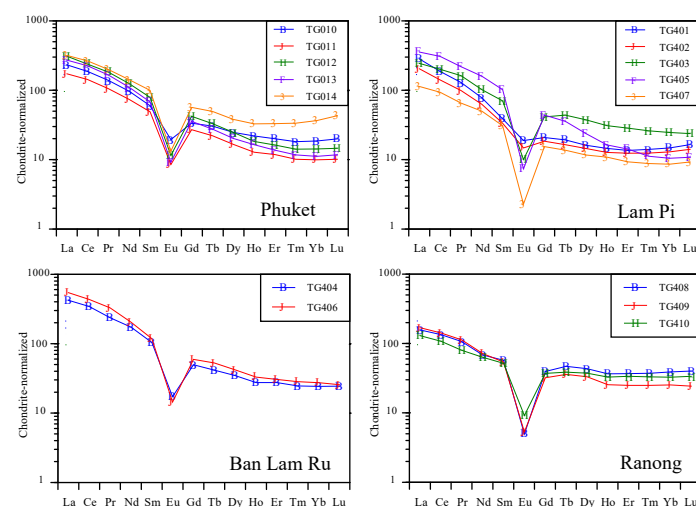 1000
100
10
1
Chondrite-normalized
TG010
TG011
TG012
TG013
TG014
Phuket
La Ce Pr Nd Sm Eu Gd Tb Dy Ho Er Tm Yb Lu
1000
100
10
1
Chondrite-normalized
TG401
TG402
TG403
TG405
TG407
Lam Pi
La Ce Pr Nd Sm Eu Gd Tb Dy Ho Er Tm Yb Lu
1000
100
10
1
Chondrite-normalized
TG404
TG406
Ban Lam Ru
La Ce Pr Nd Sm Eu Gd Tb Dy Ho Er Tm Yb Lu
1000
100
10
1
Chondrite-normalized
TG408
TG409
TG410
Ranong
La Ce Pr Nd Sm Eu Gd Tb Dy Ho Er Tm Yb Lu